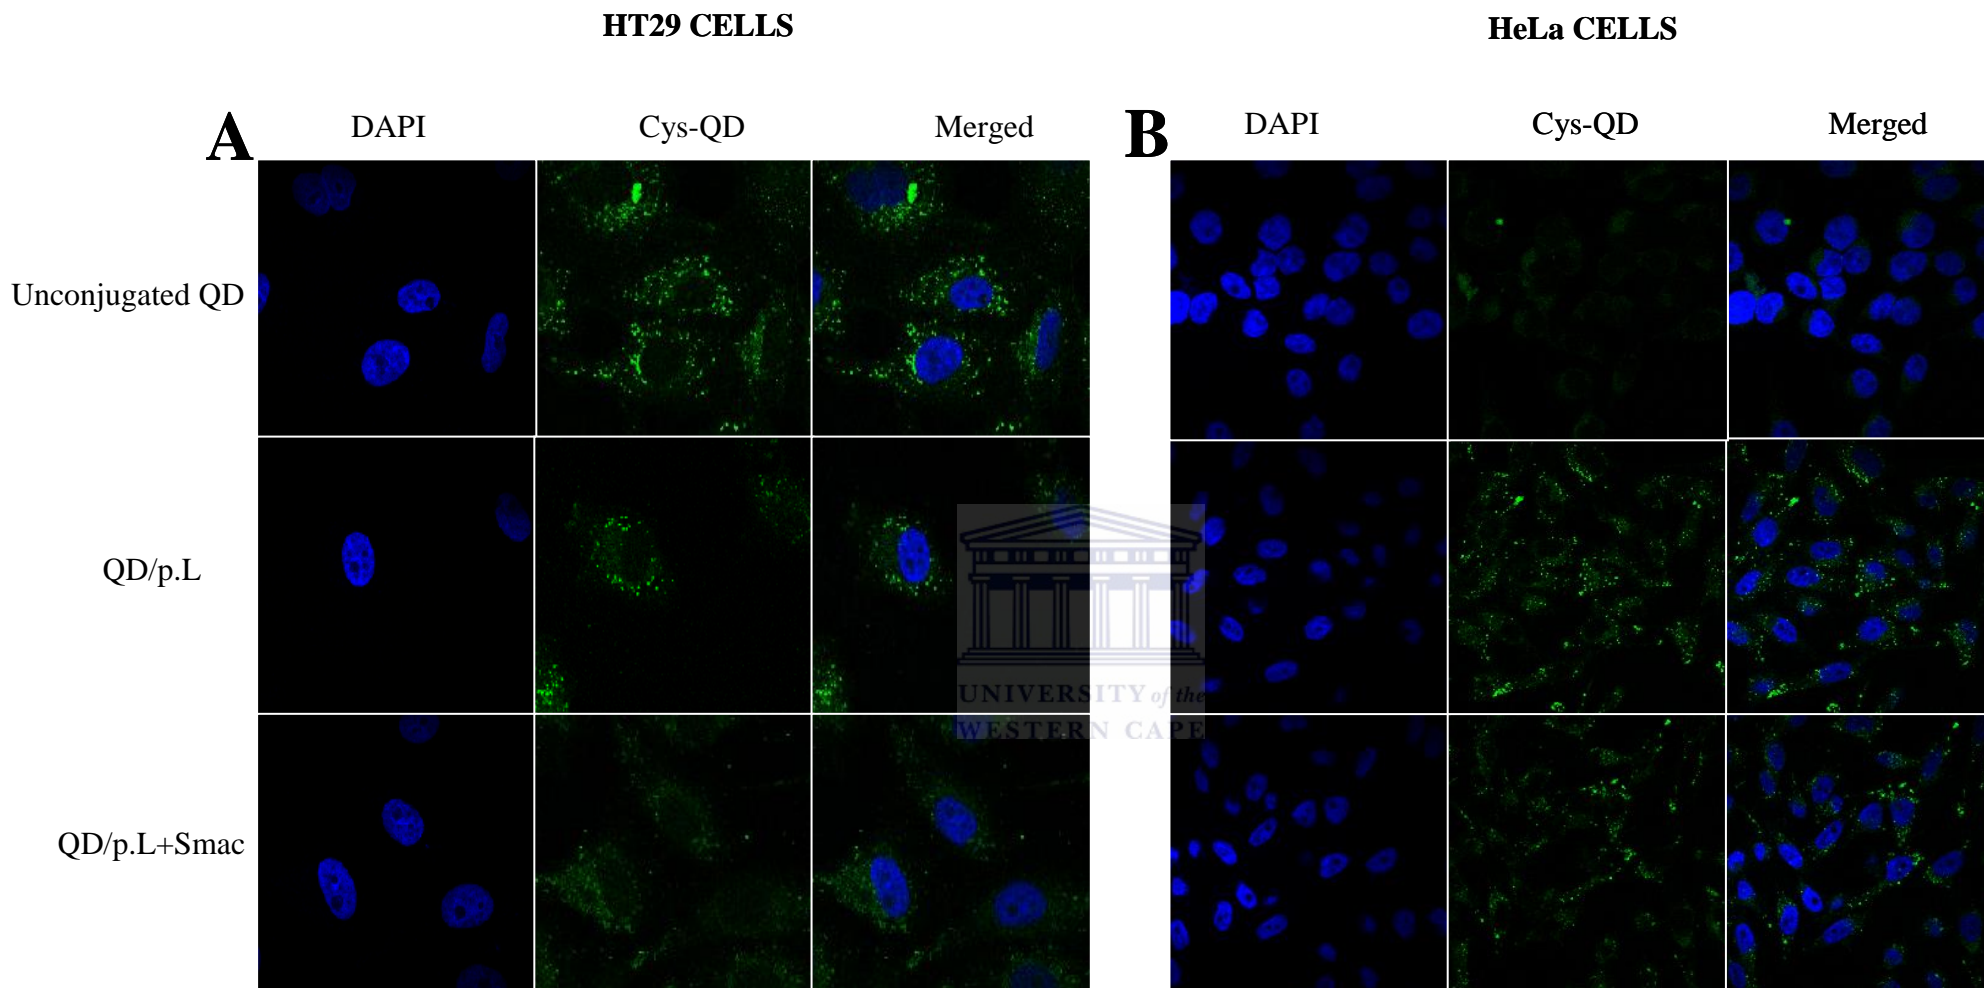 HT29 CELLS
HeLa CELLS
A
DAPI
Cys-QD
Merged
B
DAPI
Cys-QD
Merged
Unconjugated QD
QD/p.L
UNIVERSITY of the
WESTERN CAPE
QD/p.L+Smac